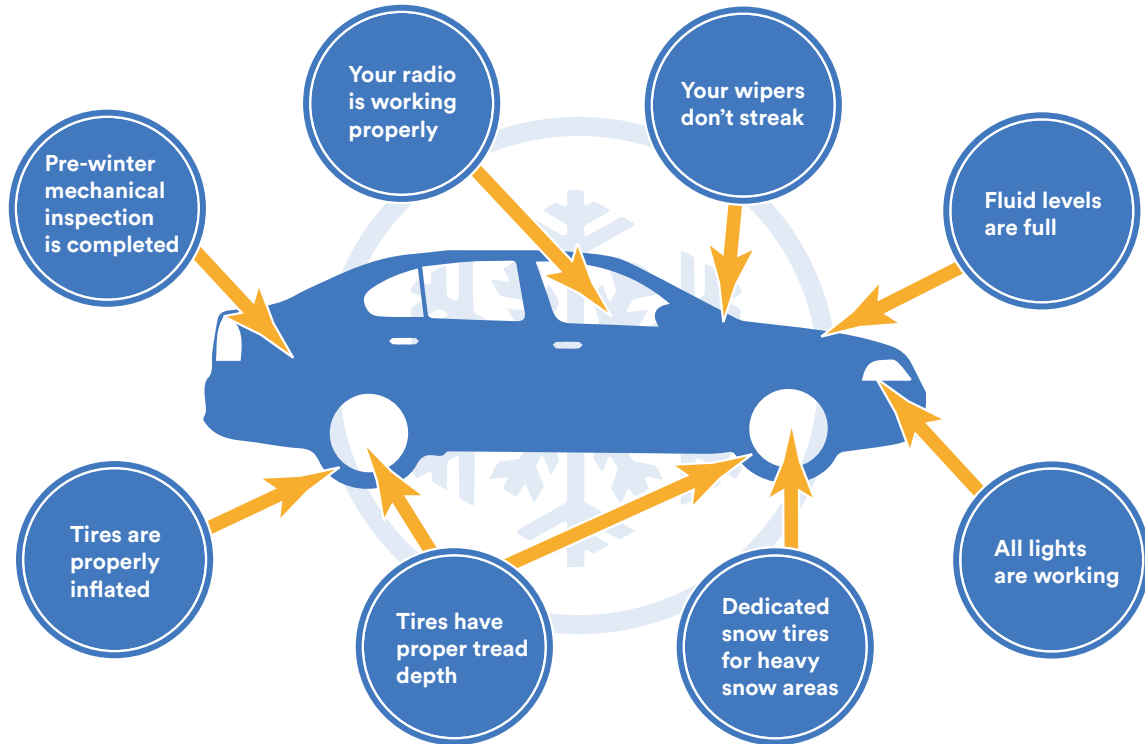 Your radio
is working
properly
Your wipers
don’t streak
Pre-winter
mechanical
inspection
is completed
Fluid levels
are full
Tires are
properly
inflated
Tires have
proper tread
depth
Dedicated
snow tires
for heavy
snow areas
All lights
are working